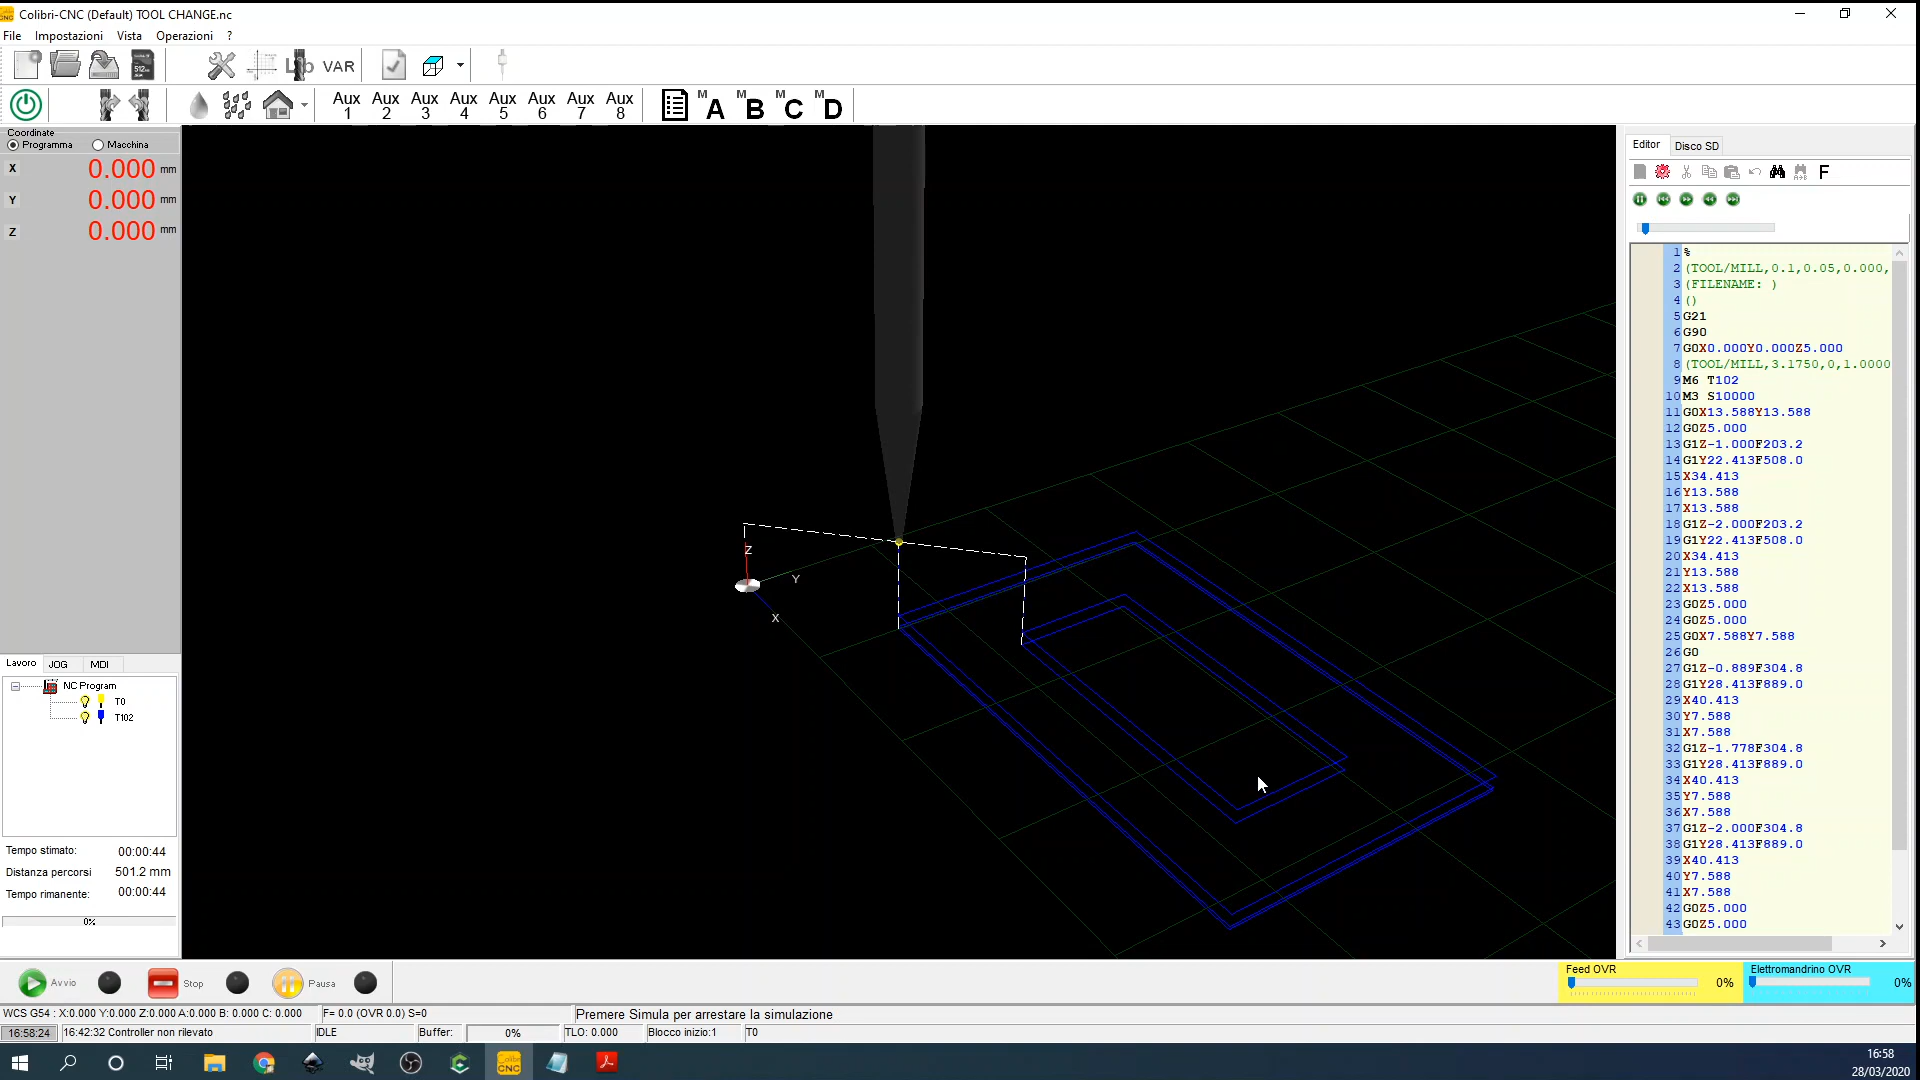 Colibri-CNC (Default) TOOL CHANGE.nc
File Impostazioni Vista Operazioni ?
Lib VAR
Aux 1 Aux 2 Aux 3 Aux 4 Aux 5 Aux 6 Aux 7 Aux 8 M A M B M C M D
Coordinate
Programma Macchina
X 0.000 mm
Y 0.000 mm
Z 0.000 mm
Z
Y
X
Lavoro JOG MDI
NC Program
T0
T102
Tempo stimato: 00:00:44
Distanza percorsi 501.2 mm
Tempo rimanente: 00:00:44
0%
Editor Disco SD
F
1 %
2 (TOOL/MILL,0.1,0.05,0.000,
3 (FILENAME: )
4 ()
5 G21
6 G90
7 G0X0.000Y0.000Z5.000
8 (TOOL/MILL,3.1750,0,1.0000
9 M6 T102
10 M3 S10000
11 G0X13.588Y13.588
12 G0Z5.000
13 G1Z-1.000F203.2
14 G1Y22.413F508.0
15 X34.413
16 Y13.588
17 X13.588
18 G1Z-2.000F203.2
19 G1Y22.413F508.0
20 X34.413
21 Y13.588
22 X13.588
23 G0Z5.000
24 G0Z5.000
25 G0X7.588Y7.588
26 G0
27 G1Z-0.889F304.8
28 G1Y28.413F889.0
29 X40.413
30 Y7.588
31 X7.588
32 G1Z-1.778F304.8
33 G1Y28.413F889.0
34 X40.413
35 Y7.588
36 X7.588
37 G1Z-2.000F304.8
38 G1Y28.413F889.0
39 X40.413
40 Y7.588
41 X7.588
42 G0Z5.000
43 G0Z5.000
Avvio Stop Pausa
Feed OVR 0%
Elettromandrino OVR 0%
WCS G54 : X:0.000 Y:0.000 Z:0.000 A:0.000 B: 0.000 C: 0.000 F= 0.0 (OVR 0.0) S=0 Premere Simula per arrestare la simulazione
16:58:24 16:42:32 Controller non rilevato IDLE Buffer: 0% TLO: 0.000 Blocco inizio:1 T0
16:58
28/03/2020